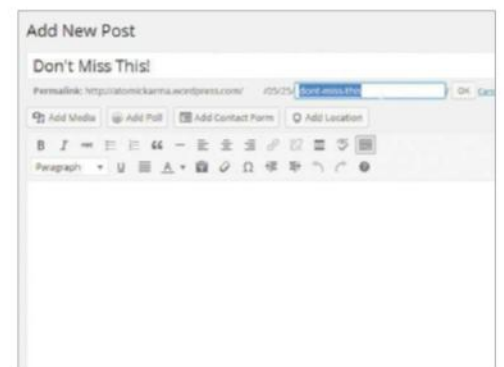 Add New Post
Don't Miss This!
Permalink: http://atomickarma.wordpress.com/ /05/25/ dont-miss-this / OK
Add Media Add Poll Add Contact Form Add Location
B I ABC
Paragraph U A Ω